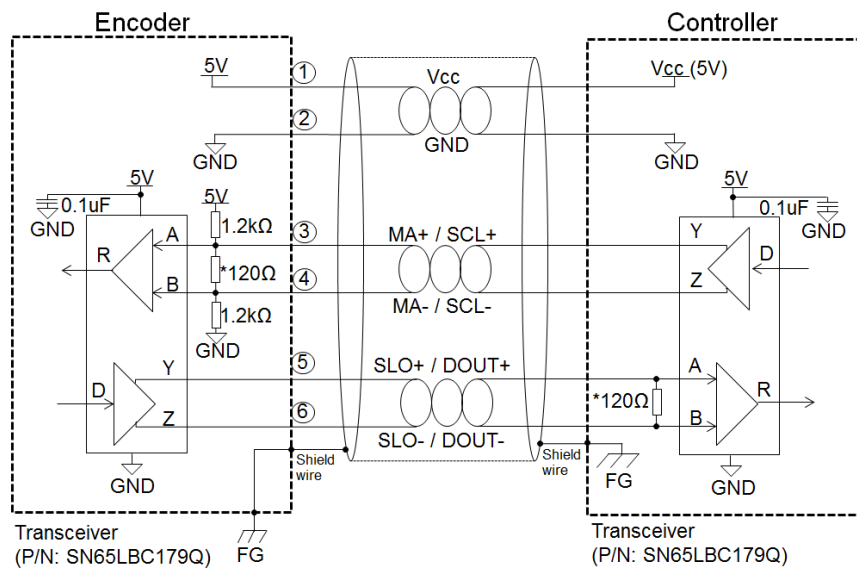 Encoder
Controller
5V
1
Vcc
Vcc (5V)
2
GND
GND
GND
5V
0.1uF
GND
5V
1.2kΩ
A
3
MA+ / SCL+
R
*120Ω
B
4
MA- / SCL-
1.2kΩ
GND
5V
0.1uF
GND
Y
D
Z
Y
5
SLO+ / DOUT+
D
Z
6
SLO- / DOUT-
A
*120Ω
R
B
GND
Shield
wire
Shield
wire
FG
GND
FG
Transceiver
(P/N: SN65LBC179Q)
Transceiver
(P/N: SN65LBC179Q)